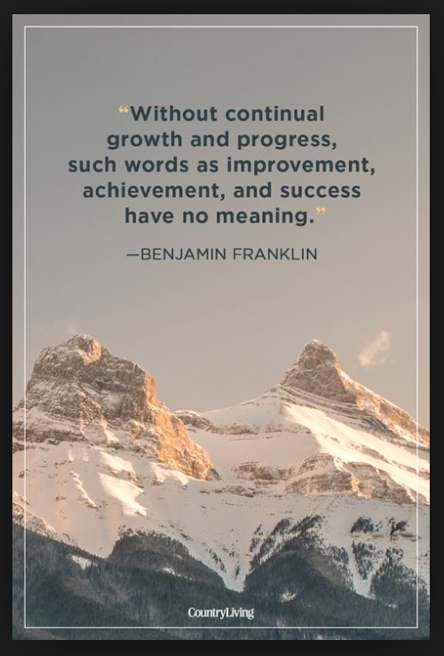 “Without continual
growth and progress,
such words as improvement,
achievement, and success
have no meaning.”
—BENJAMIN FRANKLIN
CountryLiving